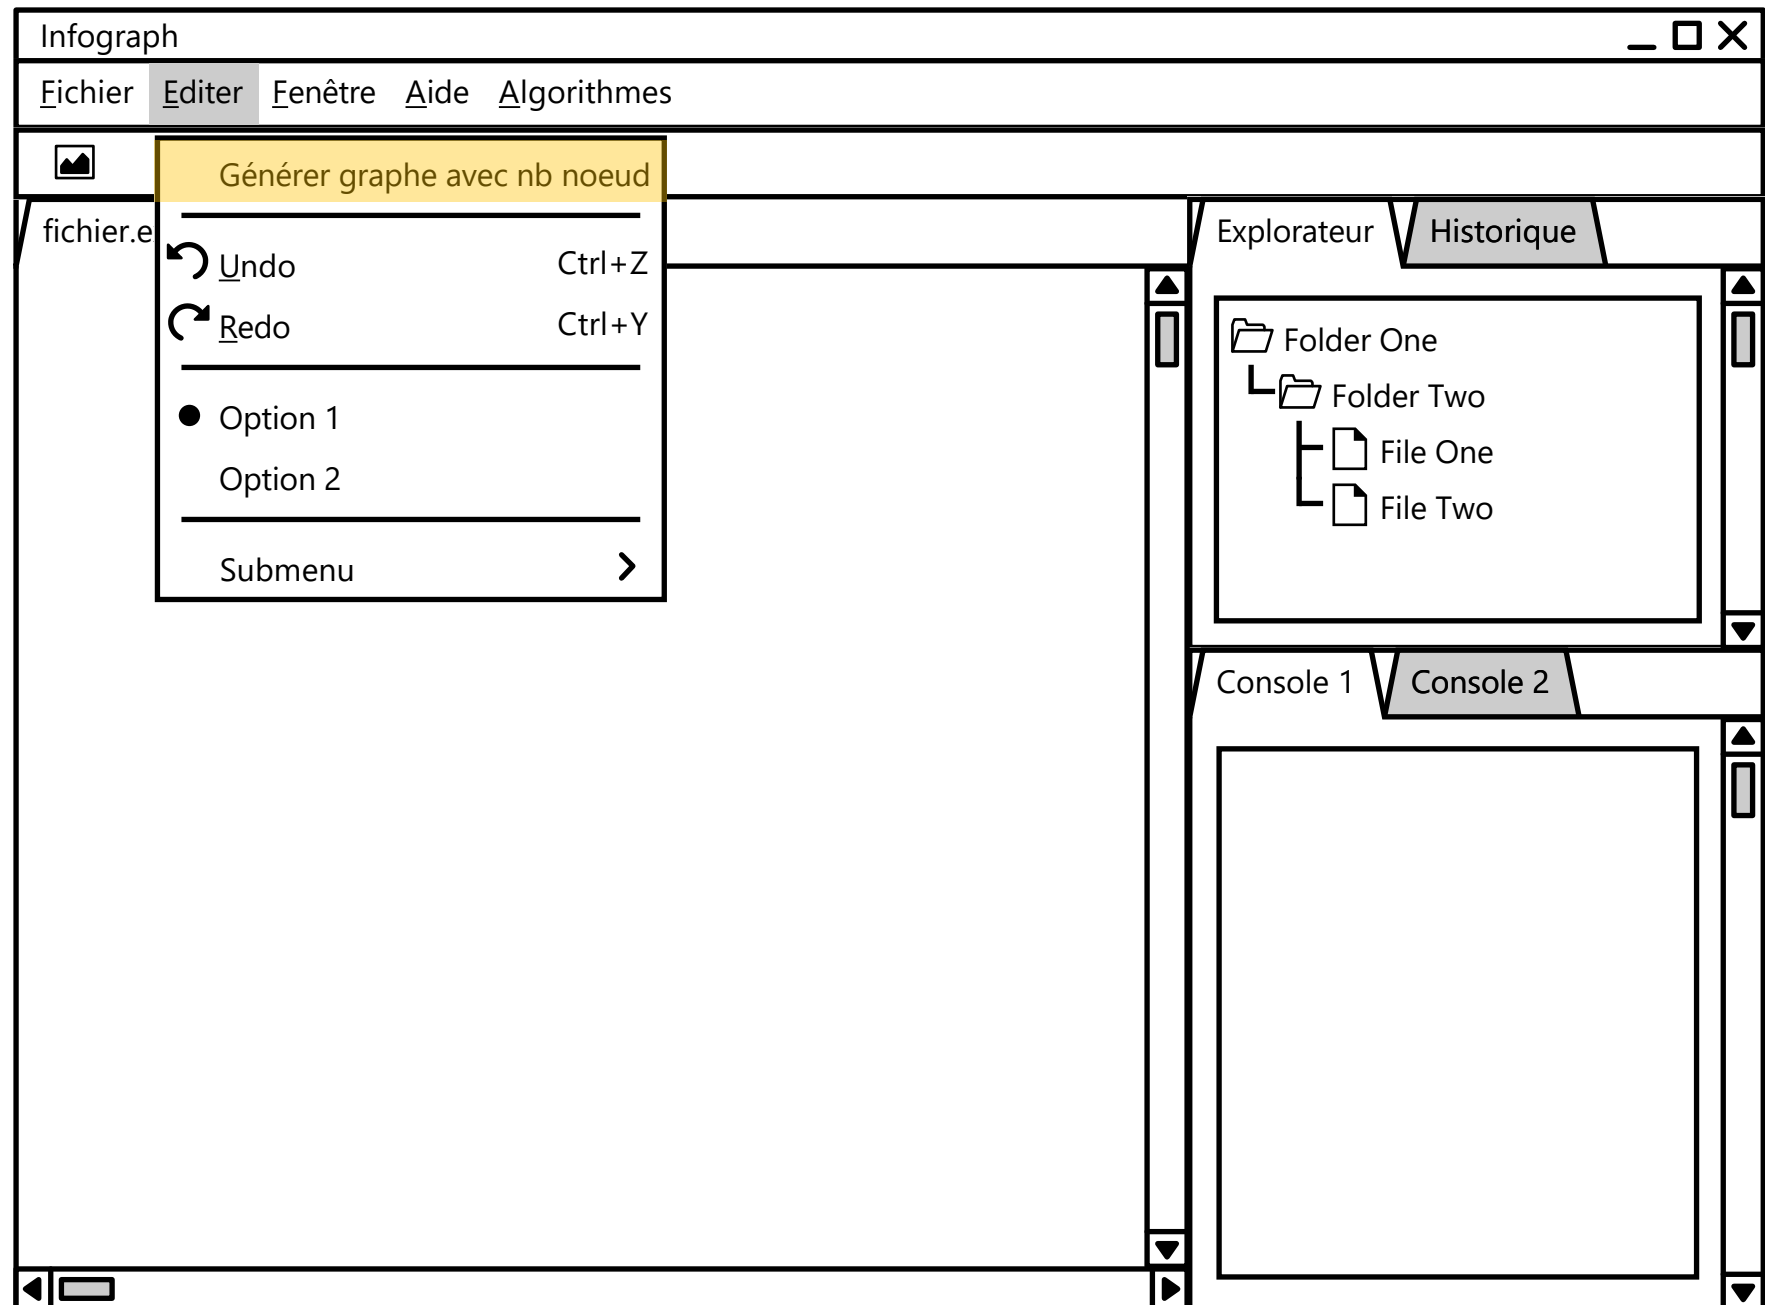 Infograph
Fichier Editer Fenêtre Aide Algorithmes
Générer graphe avec nb noeud
fichier.e
Undo Ctrl+Z
Redo Ctrl+Y
Option 1
Option 2
Submenu
Explorateur Historique
Folder One
Folder Two
File One
File Two
Console 1 Console 2